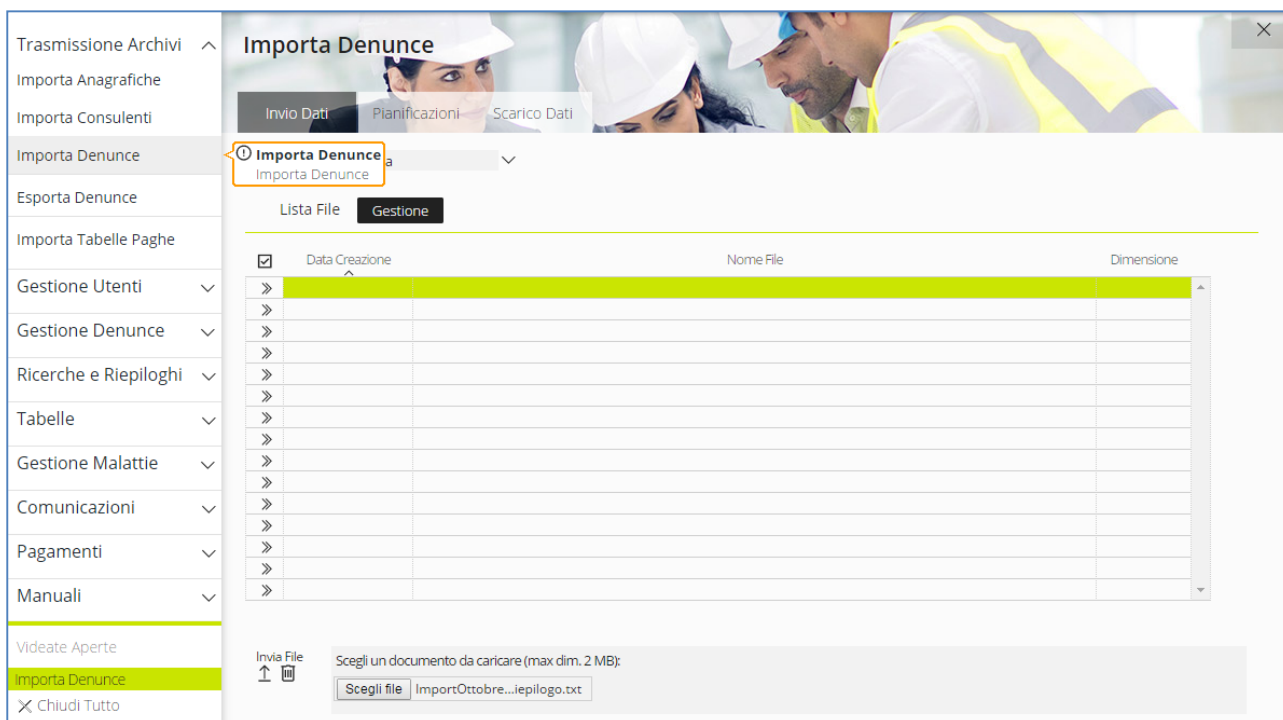 Trasmissione Archivi
Importa Anagrafiche
Importa Consulenti
Importa Denunce
Esporta Denunce
Importa Tabelle Paghe
Gestione Utenti
Gestione Denunce
Ricerche e Riepiloghi
Tabelle
Gestione Malattie
Comunicazioni
Pagamenti
Manuali
Videate Aperte
Importa Denunce
Chiudi Tutto
Importa Denunce
Invio Dati Pianificazioni Scarico Dati
Importa Denunce
Importa Denunce
Lista File Gestione
Data Creazione Nome File Dimensione
Invia File
Scegli un documento da caricare (max dim. 2 MB):
Scegli file ImportOttobre...iepilogo.txt